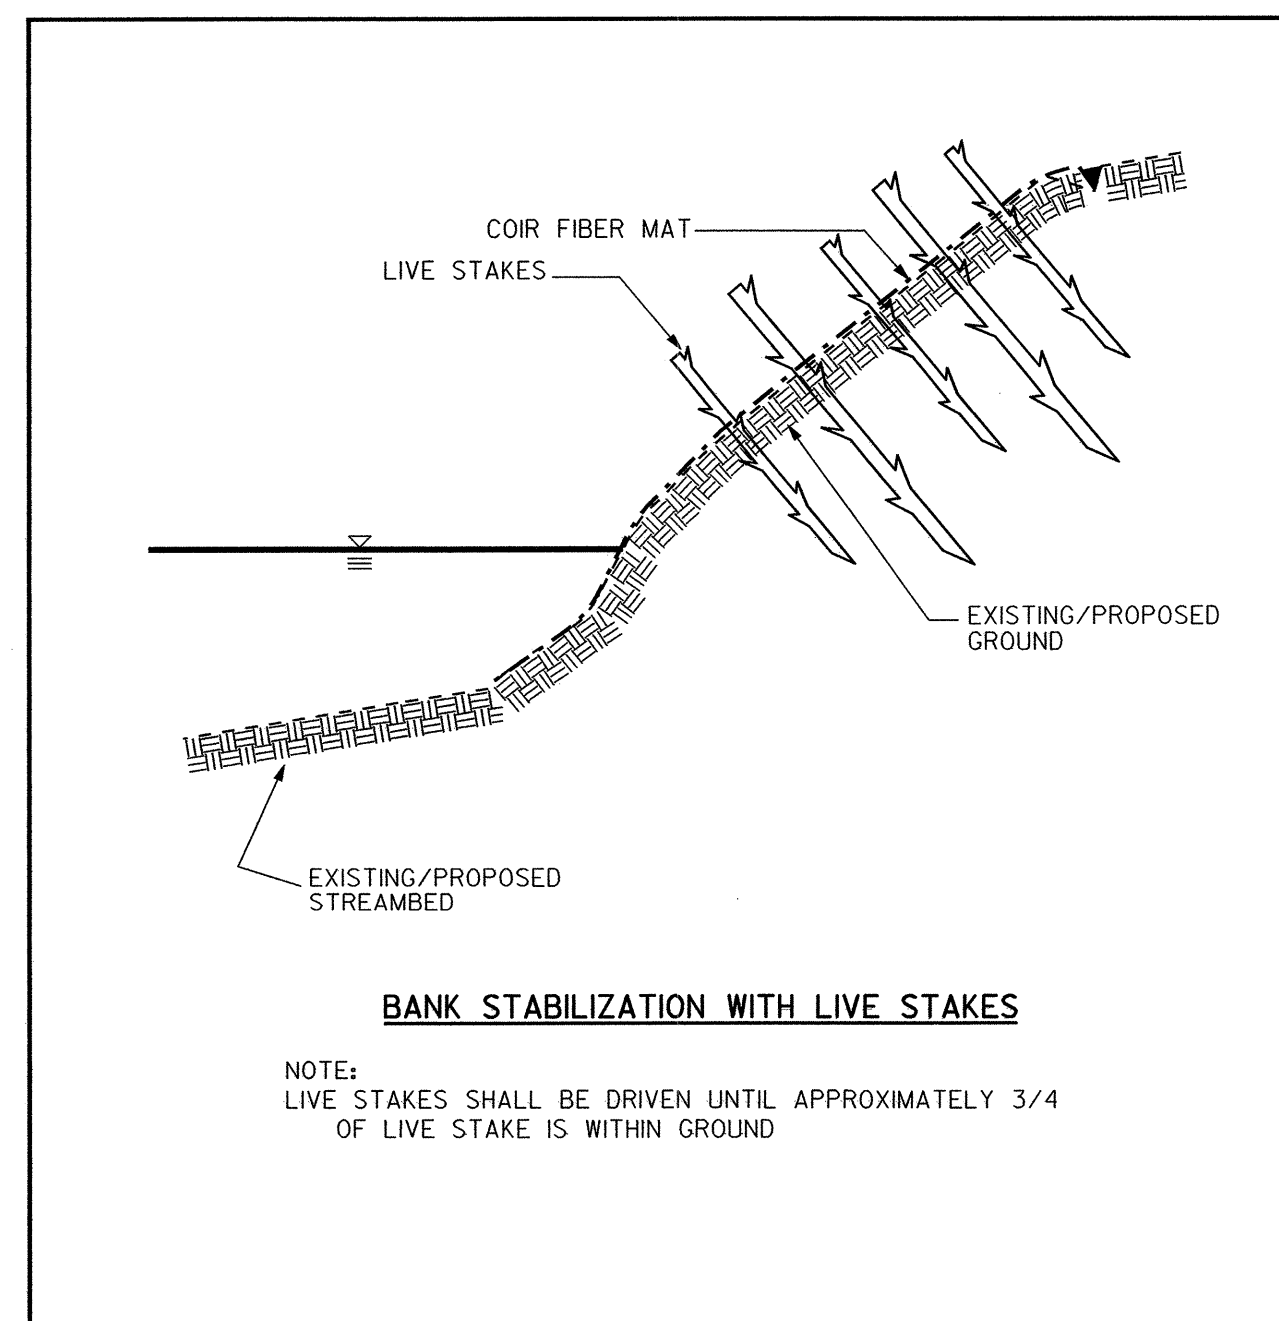 COIR FIBER MAT
LIVE STAKES
EXISTING/PROPOSED
GROUND
EXISTING/PROPOSED
STREAMBED
BANK STABILIZATION WITH LIVE STAKES
NOTE:
LIVE STAKES SHALL BE DRIVEN UNTIL APPROXIMATELY 3/4
OF LIVE STAKE IS WITHIN GROUND